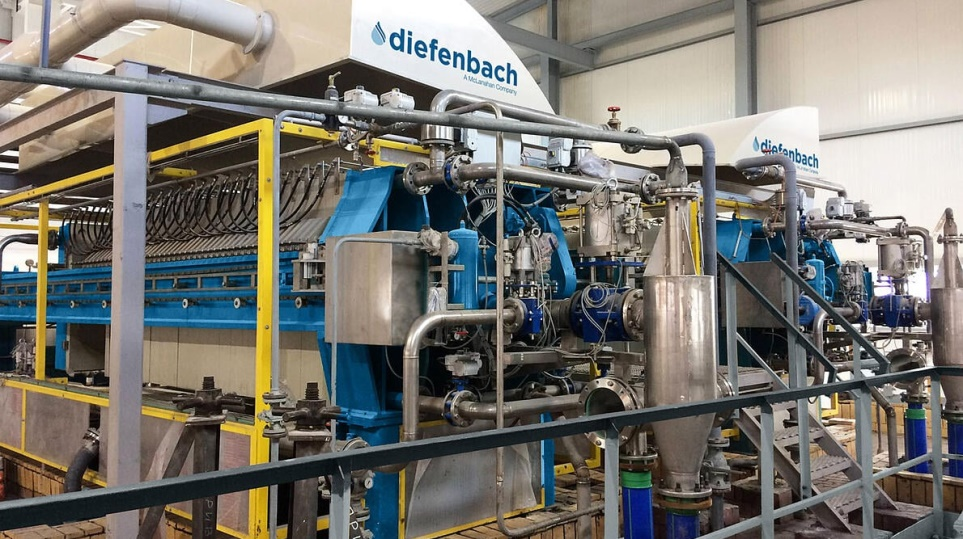 diefenbach
A McLanahan Company
diefenbach